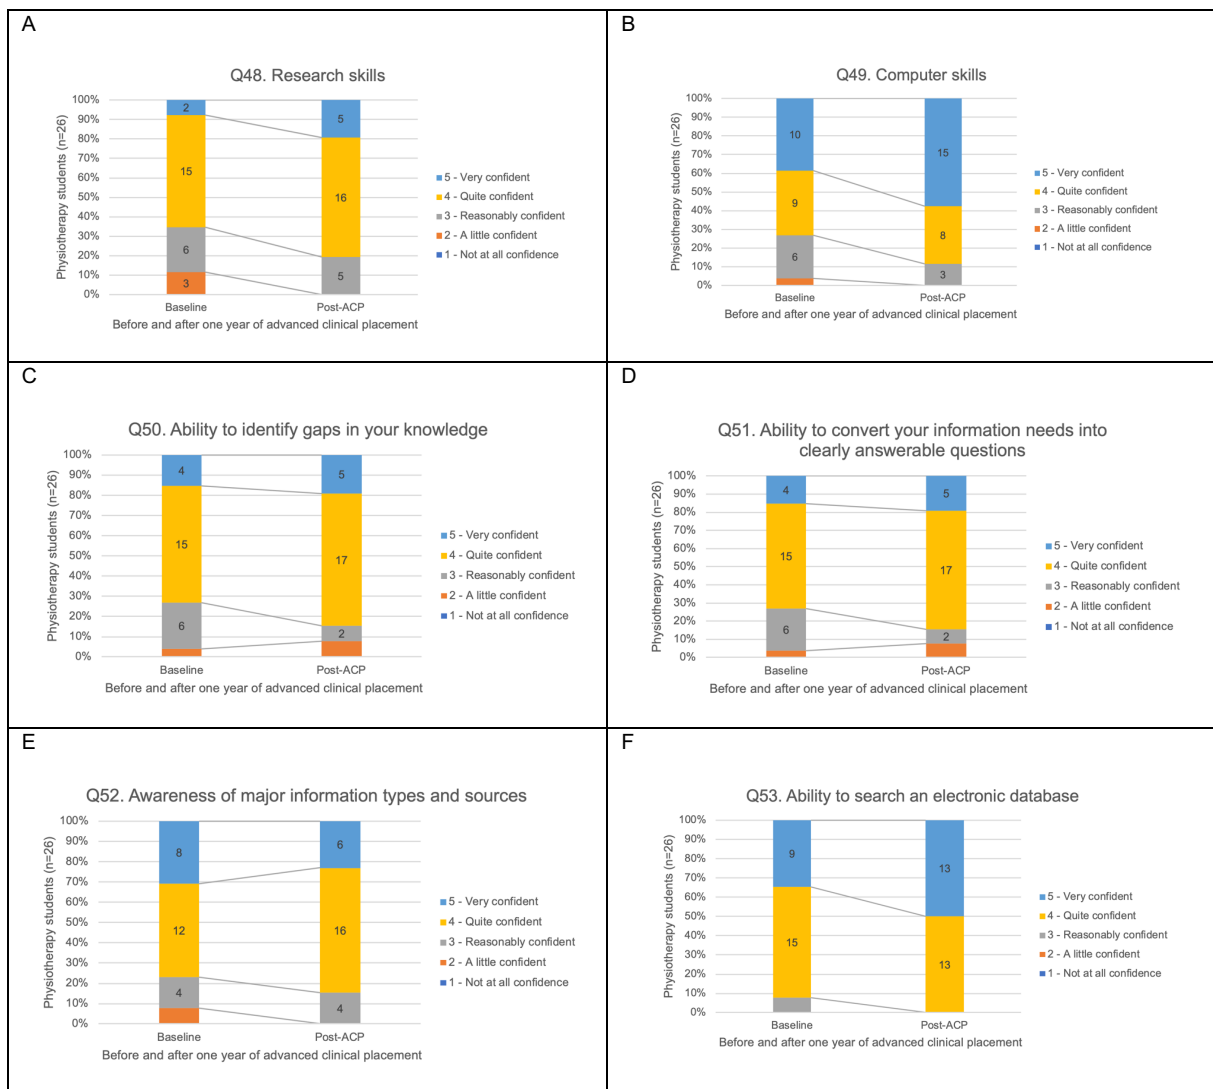 A
Q48. Research skills
Physiotherapy students (n=26)
100%
90%
80%
70%
60%
50%
40%
30%
20%
10%
0%
2
15
6
3
5
16
5
Baseline
Post-ACP
Before and after one year of advanced clinical placement
5 - Very confident
4 - Quite confident
3 - Reasonably confident
2 - A little confident
1 - Not at all confidence
B
Q49. Computer skills
Physiotherapy students (n=26)
100%
90%
80%
70%
60%
50%
40%
30%
20%
10%
0%
10
9
6
15
8
3
Baseline
Post-ACP
Before and after one year of advanced clinical placement
5 - Very confident
4 - Quite confident
3 - Reasonably confident
2 - A little confident
1 - Not at all confidence
C
Q50. Ability to identify gaps in your knowledge
Physiotherapy students (n=26)
100%
90%
80%
70%
60%
50%
40%
30%
20%
10%
0%
4
15
6
5
17
2
Baseline
Post-ACP
Before and after one year of advanced clinical placement
5 - Very confident
4 - Quite confident
3 - Reasonably confident
2 - A little confident
1 - Not at all confidence
D
Q51. Ability to convert your information needs into
clearly answerable questions
Physiotherapy students (n=26)
100%
90%
80%
70%
60%
50%
40%
30%
20%
10%
0%
4
15
6
5
17
2
Baseline
Post-ACP
Before and after one year of advanced clinical placement
5 - Very confident
4 - Quite confident
3 - Reasonably confident
2 - A little confident
1 - Not at all confidence
E
Q52. Awareness of major information types and sources
Physiotherapy students (n=26)
100%
90%
80%
70%
60%
50%
40%
30%
20%
10%
0%
8
12
4
6
16
4
Baseline
Post-ACP
Before and after one year of advanced clinical placement
5 - Very confident
4 - Quite confident
3 - Reasonably confident
2 - A little confident
1 - Not at all confidence
F
Q53. Ability to search an electronic database
Physiotherapy students (n=26)
100%
90%
80%
70%
60%
50%
40%
30%
20%
10%
0%
9
15
13
13
Baseline
Post-ACP
Before and after one year of advanced clinical placement
5 - Very confident
4 - Quite confident
3 - Reasonably confident
2 - A little confident
1 - Not at all confidence